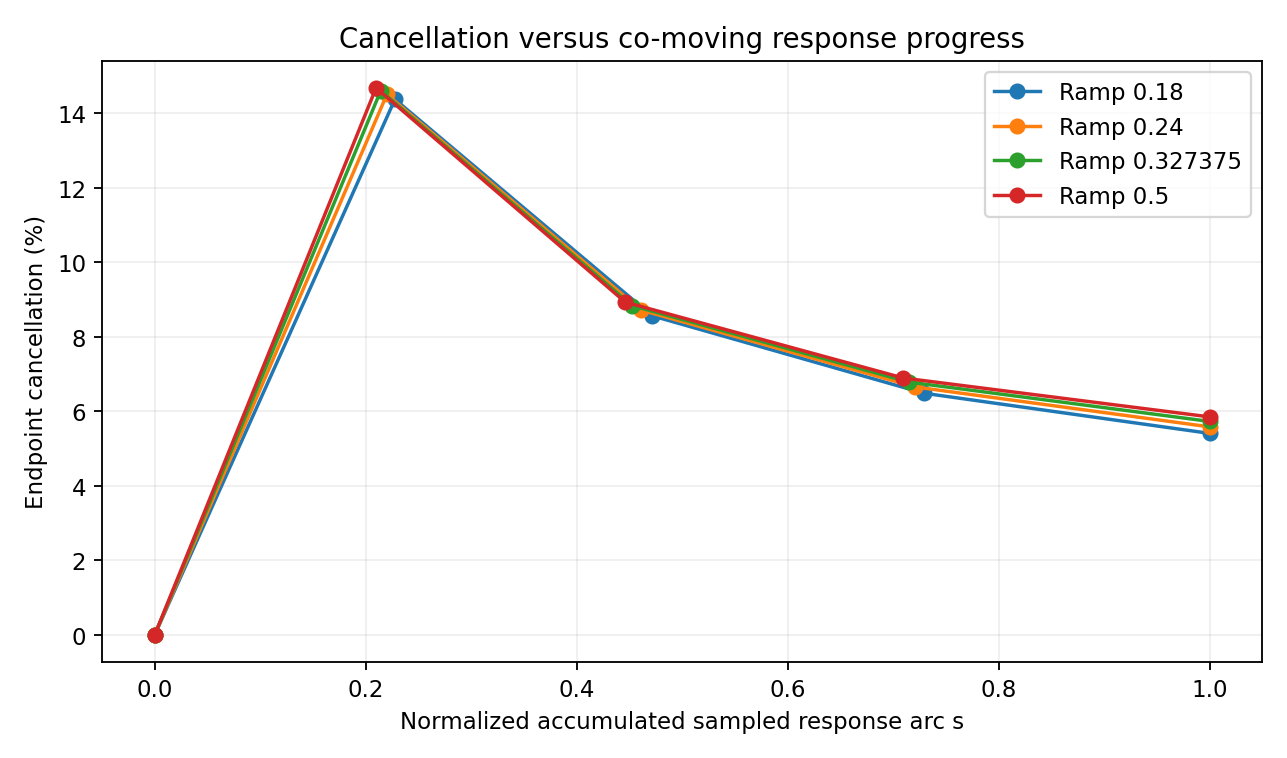 Cancellation versus co-moving response progress
Ramp 0.18
Ramp 0.24
Ramp 0.327375
Ramp 0.5
Endpoint cancellation (%)
14
12
10
8
6
4
2
0
0.0 0.2 0.4 0.6 0.8 1.0
Normalized accumulated sampled response arc s